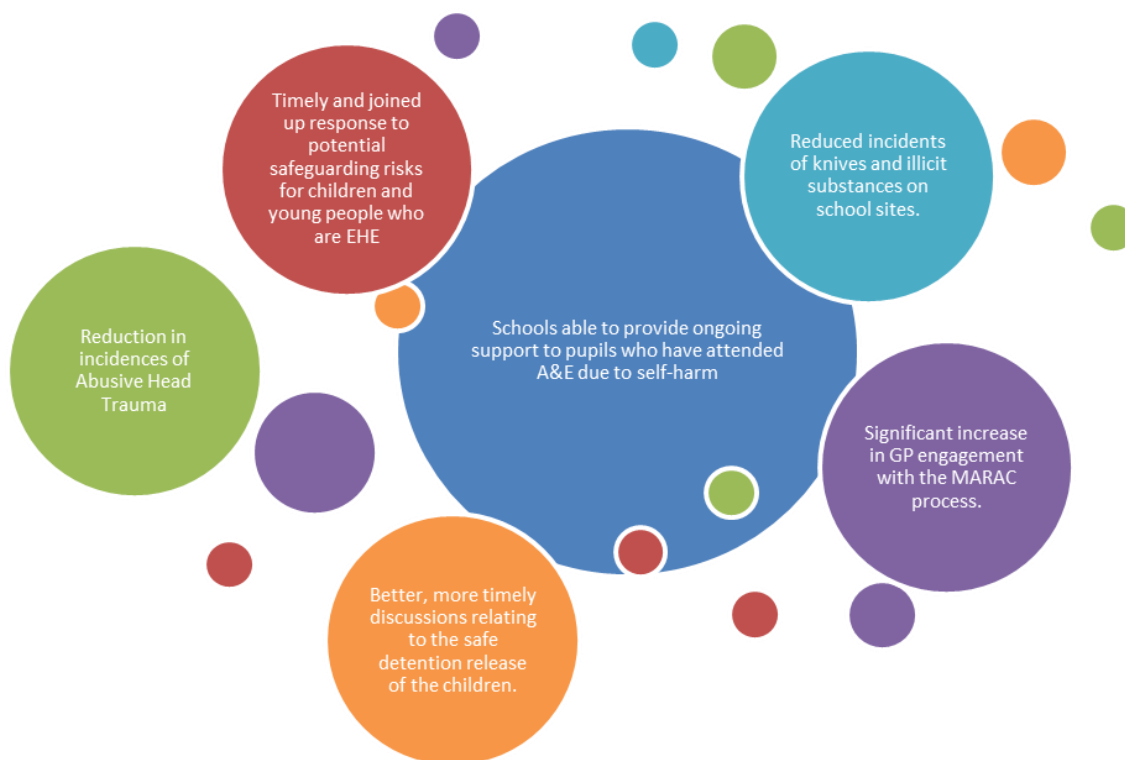 Timely and joined
up response to
potential
safeguarding risks
for children and
young people who
are EHE
Reduced incidents
of knives and illicit
substances on
school sites.
Schools able to provide ongoing
support to pupils who have attended
A&E due to self-harm
Reduction in
incidences of
Abusive Head
Trauma
Significant increase
in GP engagement
with the MARAC
process.
Better, more timely
discussions relating
to the safe
detention release
of the children.